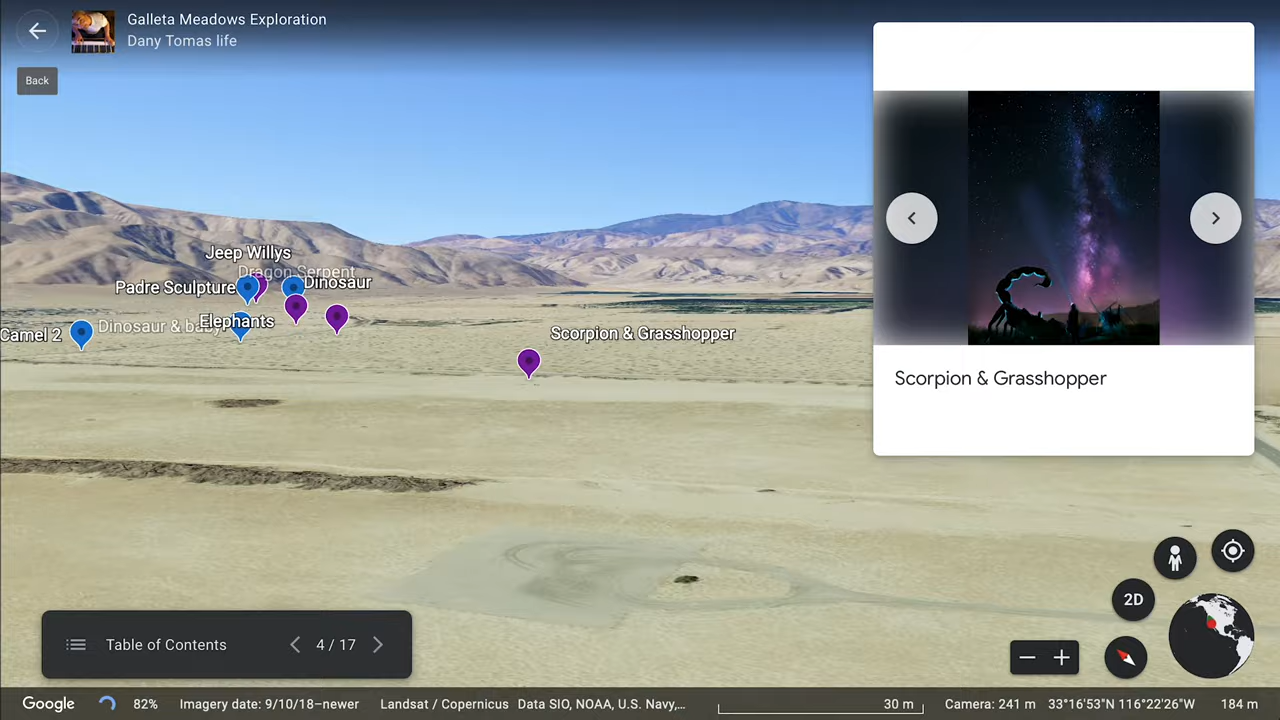 Galleta Meadows Exploration
Dany Tomas life
Back
Jeep Willys
Dragon Serpent
Padre Sculpture
Dinosaur
Camel 2
Dinosaur & baby
Elephants
Scorpion & Grasshopper
Scorpion & Grasshopper
Table of Contents
4 / 17
2D
Google
82%
Imagery date: 9/10/18–newer
Landsat / Copernicus
Data SIO, NOAA, U.S. Navy,...
30 m
Camera: 241 m
33°16'53"N 116°22'26"W
184 m